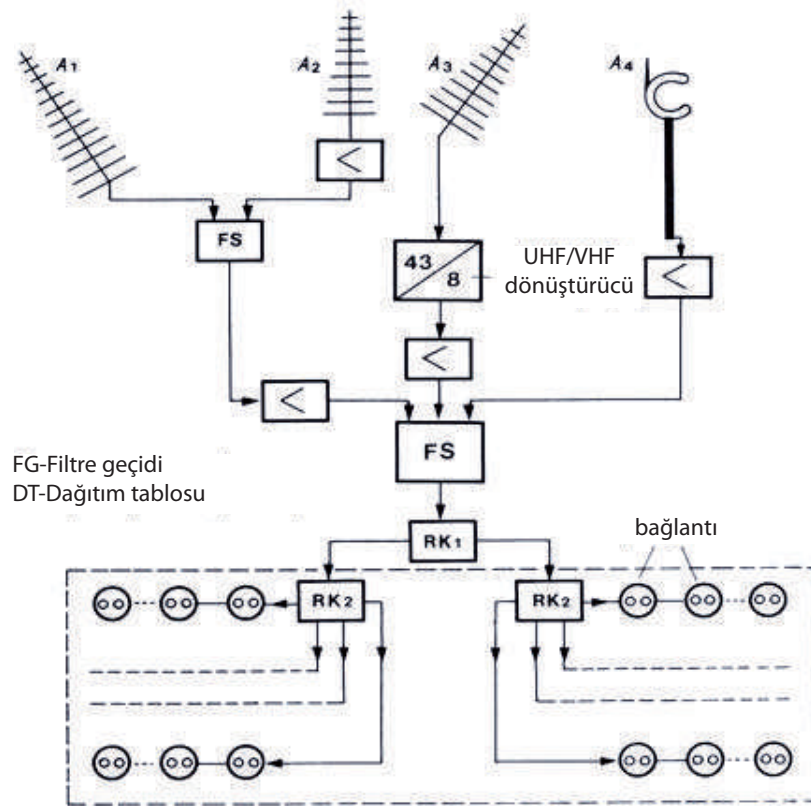 A1
A2
A3
A4
FS
43
8
UHF/VHF
dönüştürücü
FS
FG-Filtre geçidi
DT-Dağıtım tablosu
RK1
bağlantı
RK2
RK2